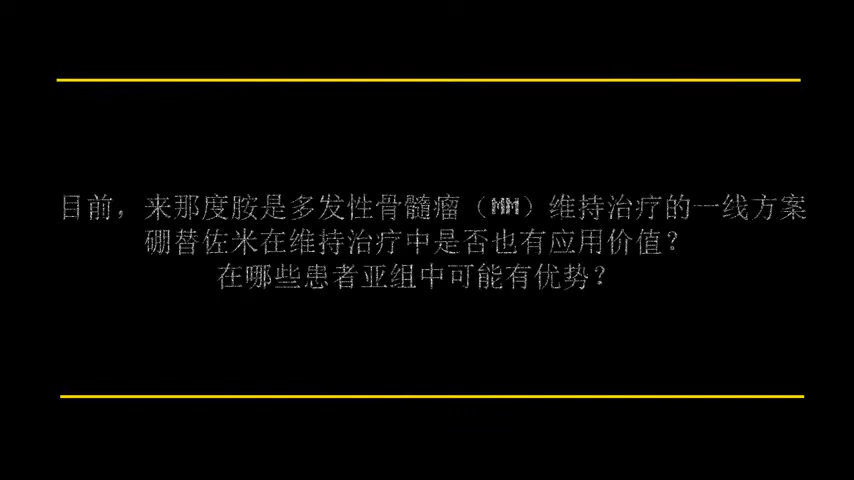 目前，来那度胺是多发性骨髓瘤（MM）维持治疗的一线方案
硼替佐米在维持治疗中是否也有应用价值？
在哪些患者亚组中可能有优势？